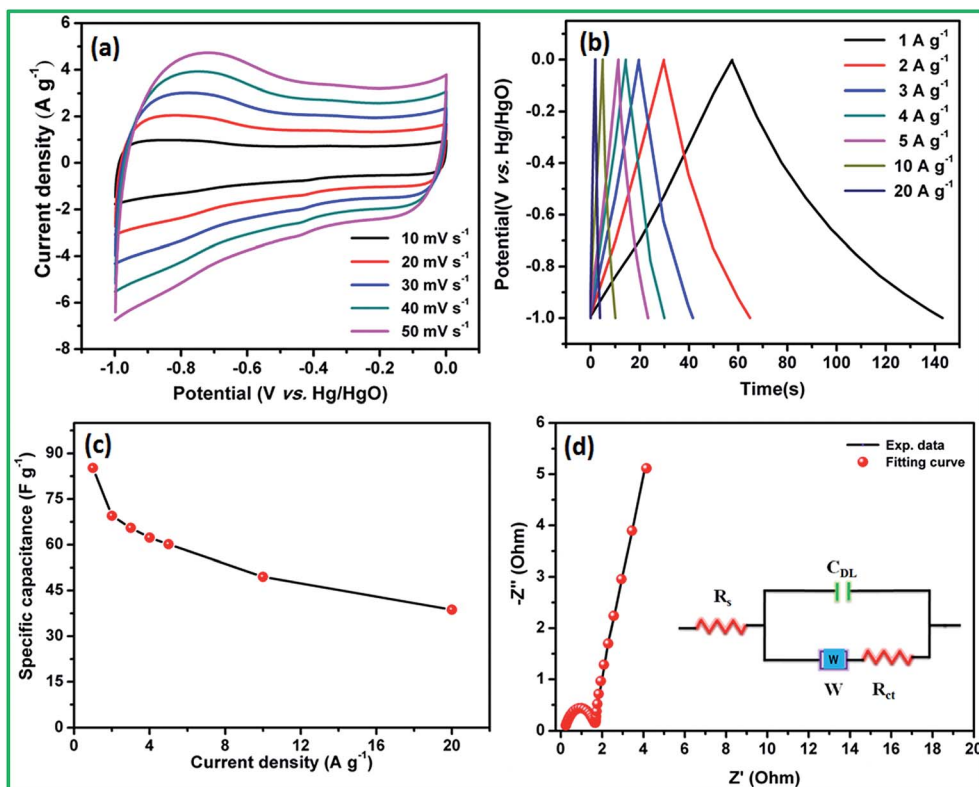 (a)
6
4
2
0
-2
-4
-6
-8
Current density (A g⁻¹)
10 mV s⁻¹
20 mV s⁻¹
30 mV s⁻¹
40 mV s⁻¹
50 mV s⁻¹
-1.0 -0.8 -0.6 -0.4 -0.2 0.0
Potential (V vs. Hg/HgO)
(b)
0.0
-0.2
-0.4
-0.6
-0.8
-1.0
Potential(V vs. Hg/HgO)
1 A g⁻¹
2 A g⁻¹
3 A g⁻¹
4 A g⁻¹
5 A g⁻¹
10 A g⁻¹
20 A g⁻¹
0 20 40 60 80 100 120 140
Time(s)
(c)
90
75
60
45
30
15
0
Specific capacitance (F g⁻¹)
0 4 8 12 16 20
Current density (A g⁻¹)
(d)
6
5
4
3
2
1
0
-Z'' (Ohm)
Exp. data
Fitting curve
C_DL
R_s
W
W
R_ct
0 2 4 6 8 10 12 14 16 18 20
Z' (Ohm)